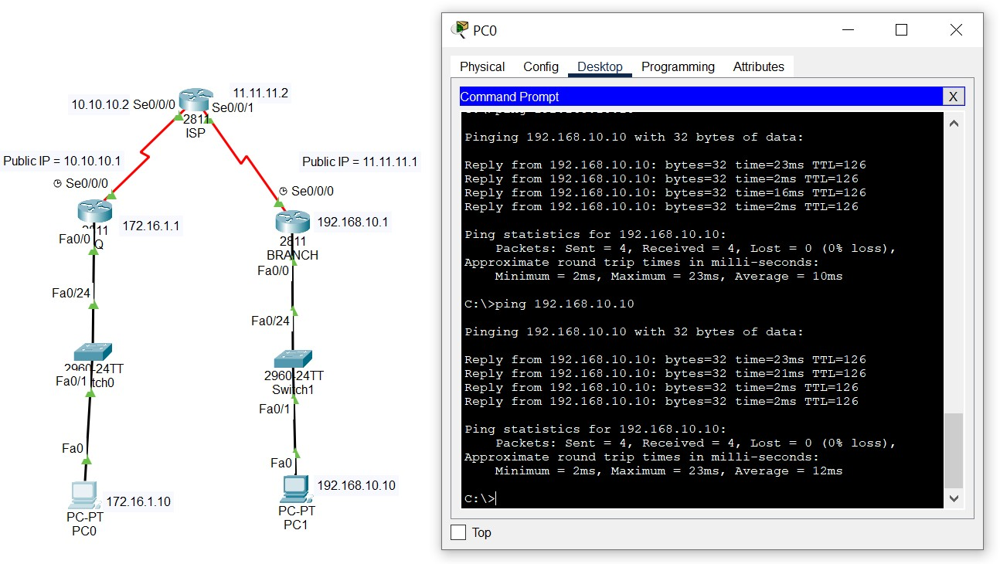 11.11.11.2
10.10.10.2 Se0/0/0
Se0/0/1
2811
ISP
Public IP = 10.10.10.1
Public IP = 11.11.11.1
Se0/0/0
Se0/0/0
172.16.1.1
192.168.10.1
Fa0/0
Q
2811
BRANCH
Fa0/0
Fa0/24
Fa0/24
2960-24TT
Fa0/1
tch0
2960-24TT
Switch1
Fa0/1
Fa0
Fa0
172.16.1.10
192.168.10.10
PC-PT
PC0
PC-PT
PC1
PC0
Physical Config Desktop Programming Attributes
Command Prompt
X
Pinging 192.168.10.10 with 32 bytes of data:
Reply from 192.168.10.10: bytes=32 time=23ms TTL=126
Reply from 192.168.10.10: bytes=32 time=2ms TTL=126
Reply from 192.168.10.10: bytes=32 time=16ms TTL=126
Reply from 192.168.10.10: bytes=32 time=2ms TTL=126
Ping statistics for 192.168.10.10:
Packets: Sent = 4, Received = 4, Lost = 0 (0% loss),
Approximate round trip times in milli-seconds:
Minimum = 2ms, Maximum = 23ms, Average = 10ms
C:\>ping 192.168.10.10
Pinging 192.168.10.10 with 32 bytes of data:
Reply from 192.168.10.10: bytes=32 time=23ms TTL=126
Reply from 192.168.10.10: bytes=32 time=21ms TTL=126
Reply from 192.168.10.10: bytes=32 time=2ms TTL=126
Reply from 192.168.10.10: bytes=32 time=2ms TTL=126
Ping statistics for 192.168.10.10:
Packets: Sent = 4, Received = 4, Lost = 0 (0% loss),
Approximate round trip times in milli-seconds:
Minimum = 2ms, Maximum = 23ms, Average = 12ms
C:\>
Top